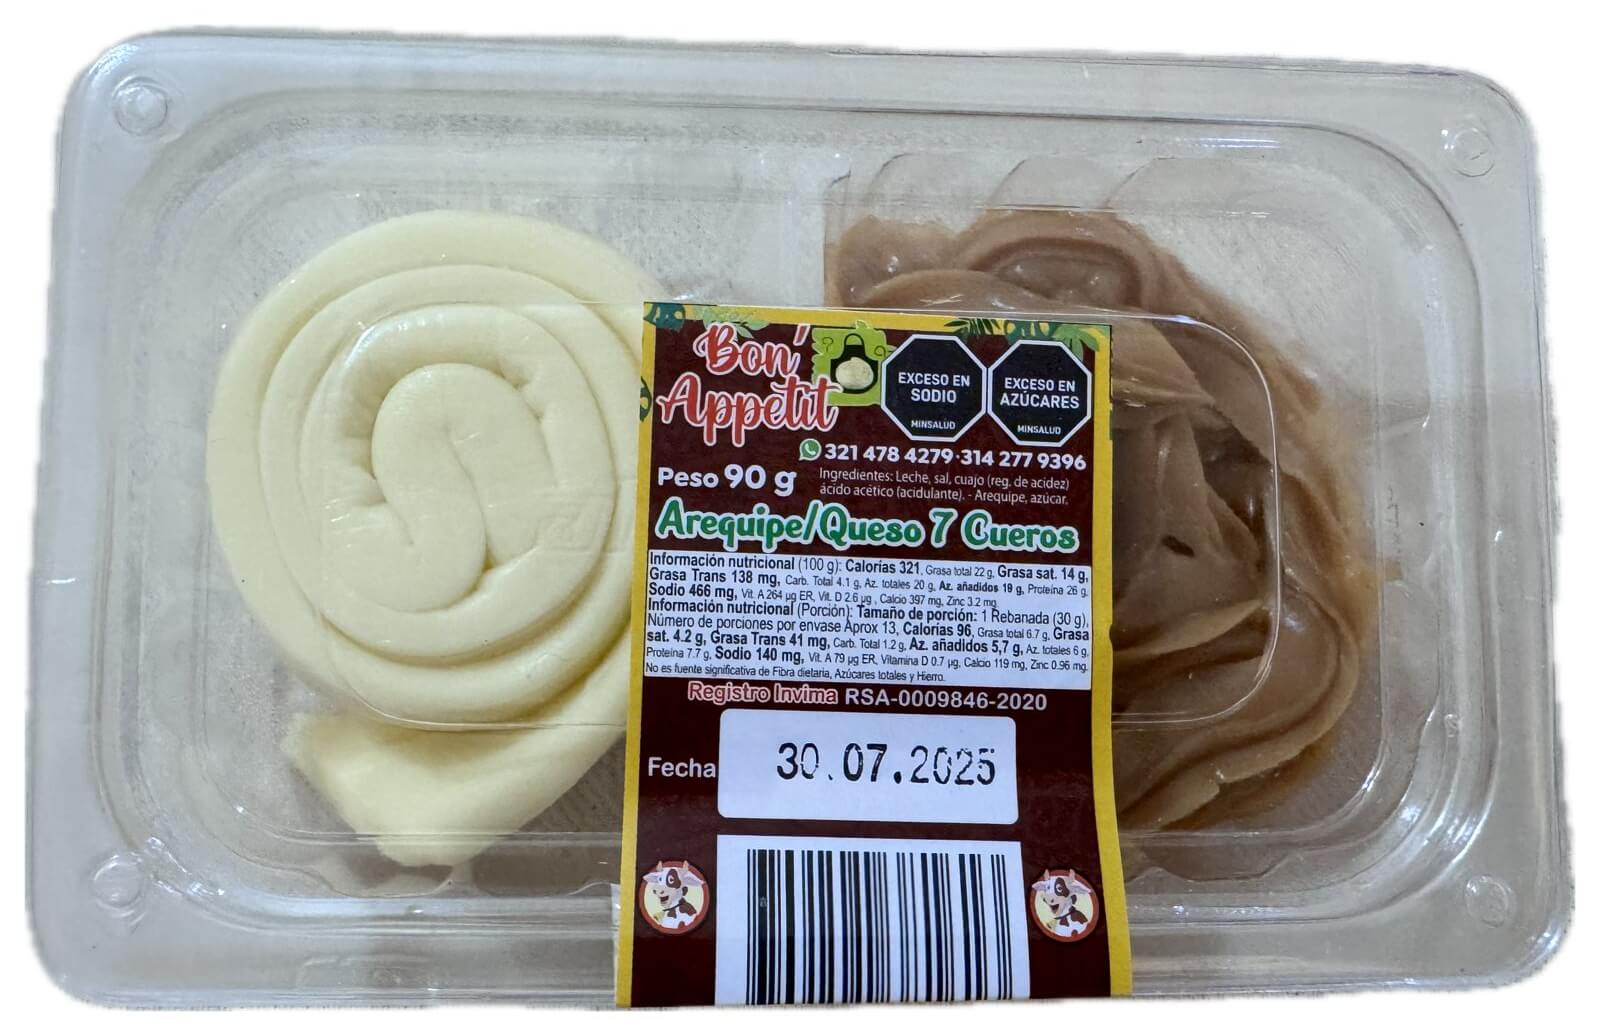 Bon'
Appetit
EXCESO EN
SODIO
MINSALUD
EXCESO EN
AZÚCARES
MINSALUD
321 478 4279-314 277 9396
Peso 90 g
Ingredientes: Leche, sal, cuajo (reg. de acidez)
ácido acético (acidulante). - Arequipe, azúcar.
Arequipe/Queso 7 Cueros
Información nutricional (100 g): Calorías 321, Grasa total 22 g, Grasa sat. 14 g,
Grasa Trans 138 mg, Carb. Total 4.1 g, Az. totales 20 g, Az. añadidos 19 g, Proteína 26 g,
Sodio 466 mg, Vit. A 264 µg ER, Vit. D 2.6 µg , Calcio 397 mg, Zinc 3.2 mg
Información nutricional (Porción): Tamaño de porción: 1 Rebanada (30 g),
Número de porciones por envase Aprox 13, Calorías 96, Grasa total 6.7 g, Grasa
sat. 4.2 g, Grasa Trans 41 mg, Carb. Total 1.2 g, Az. añadidos 5,7 g, Az. totales 6 g,
Proteína 7.7 g, Sodio 140 mg, Vit. A 79 µg ER, Vitamina D 0.7 µg, Calcio 119 mg, Zinc 0.96 mg.
No es fuente significativa de Fibra dietaria, Azúcares totales y Hierro.
Registro Invima RSA-0009846-2020
Fecha 30.07.2025